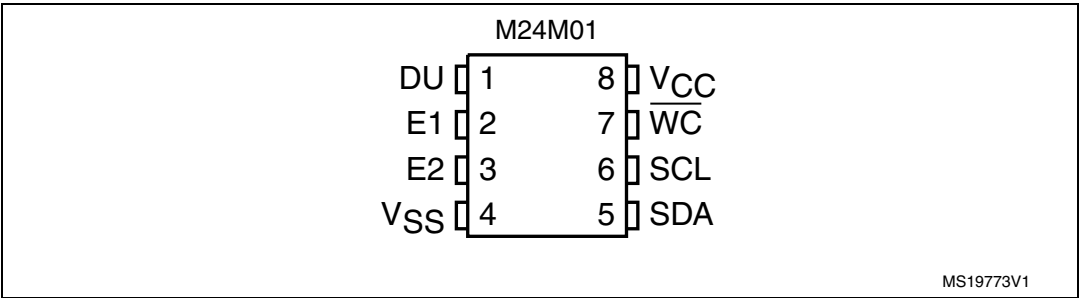 M24M01
DU 1 8 VCC
E1 2 7 WC
E2 3 6 SCL
VSS 4 5 SDA
MS19773V1